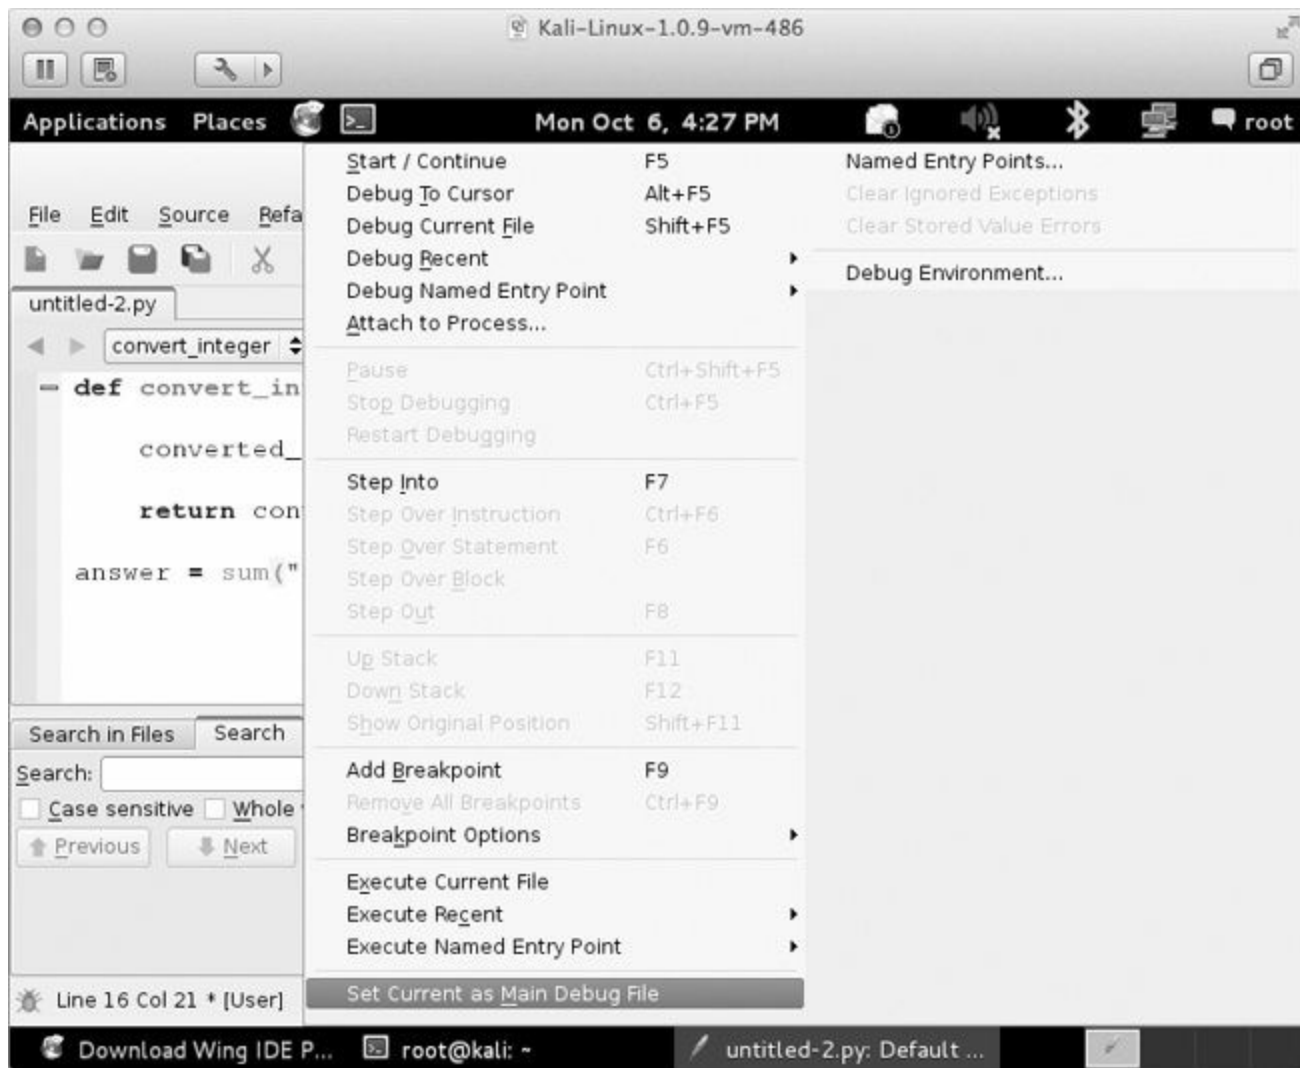 Kali-Linux-1.0.9-vm-486
Applications Places Mon Oct 6, 4:27 PM root
File Edit Source Refa
untitled-2.py
convert_integer
def convert_in
converted_
return con
answer = sum("
Search in Files Search
Search:
Case sensitive Whole
Previous Next
Line 16 Col 21 * [User]
Start / Continue F5
Debug To Cursor Alt+F5
Debug Current File Shift+F5
Debug Recent
Debug Named Entry Point
Attach to Process...
Pause Ctrl+Shift+F5
Stop Debugging Ctrl+F5
Restart Debugging
Step Into F7
Step Over Instruction Ctrl+F6
Step Over Statement F6
Step Over Block
Step Out F8
Up Stack F11
Down Stack F12
Show Original Position Shift+F11
Add Breakpoint F9
Remove All Breakpoints Ctrl+F9
Breakpoint Options
Execute Current File
Execute Recent
Execute Named Entry Point
Set Current as Main Debug File
Named Entry Points...
Clear Ignored Exceptions
Clear Stored Value Errors
Debug Environment...
Download Wing IDE P... root@kali: ~ untitled-2.py: Default ...